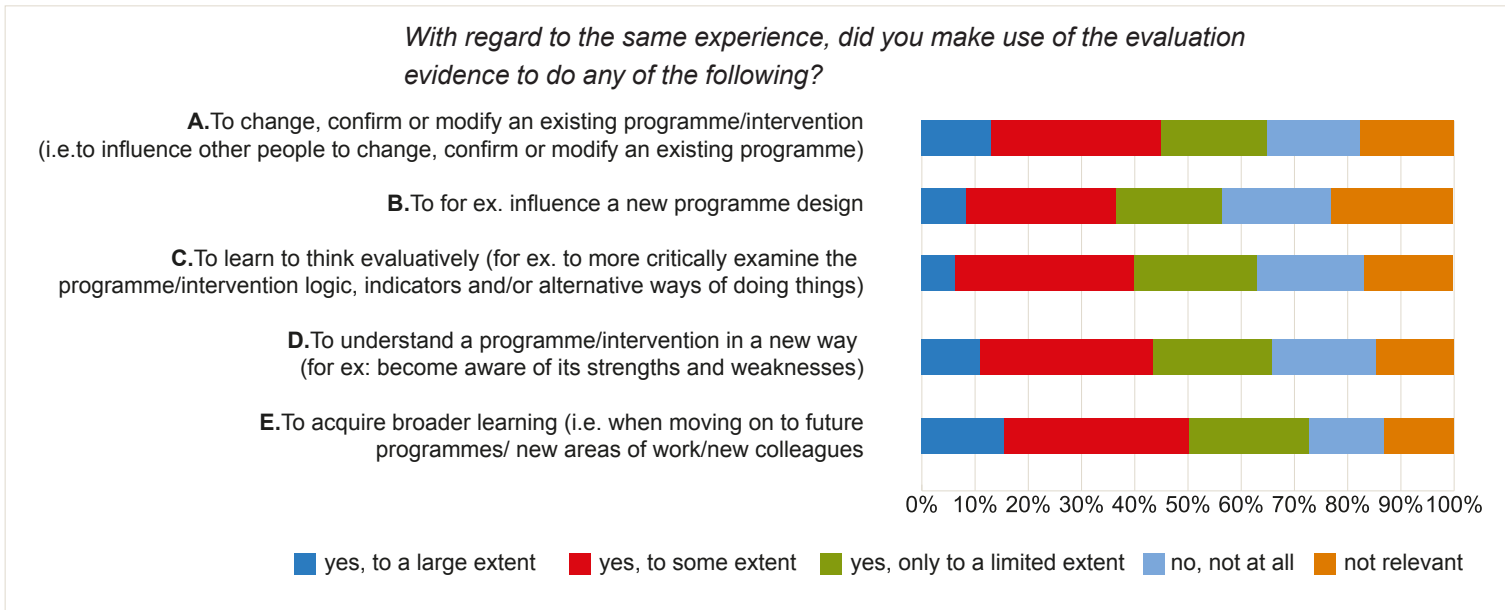 With regard to the same experience, did you make use of the evaluation
evidence to do any of the following?
A.To change, confirm or modify an existing programme/intervention
(i.e.to influence other people to change, confirm or modify an existing programme)
B.To for ex. influence a new programme design
C.To learn to think evaluatively (for ex. to more critically examine the
programme/intervention logic, indicators and/or alternative ways of doing things)
D.To understand a programme/intervention in a new way
(for ex: become aware of its strengths and weaknesses)
E.To acquire broader learning (i.e. when moving on to future
programmes/ new areas of work/new colleagues
0% 10% 20% 30% 40% 50% 60% 70% 80% 90% 100%
yes, to a large extent yes, to some extent yes, only to a limited extent no, not at all not relevant